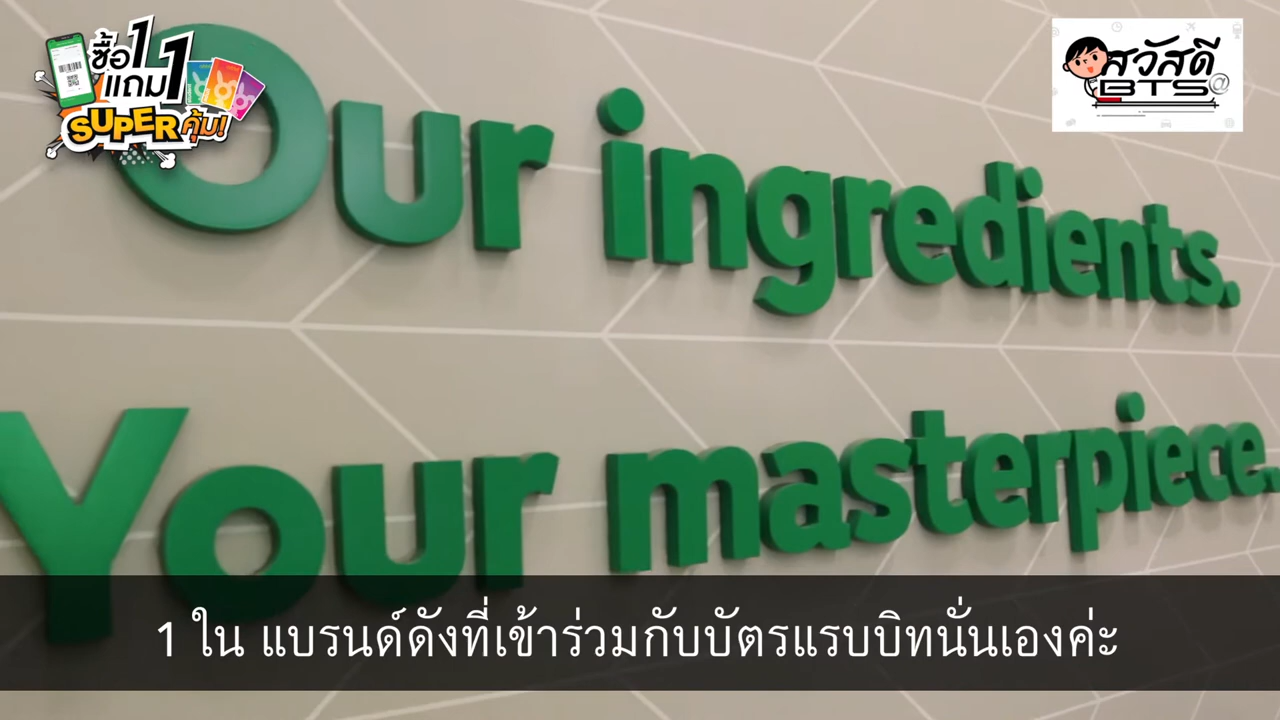 ซื้อ 1
แถม 1
SUPER คุ้ม!
สวัสดี
BTS@
Our ingredients.
Your masterpiece.
1 ใน แบรนด์ดังที่เข้าร่วมกับบัตรแรบบิทนั่นเองค่ะ